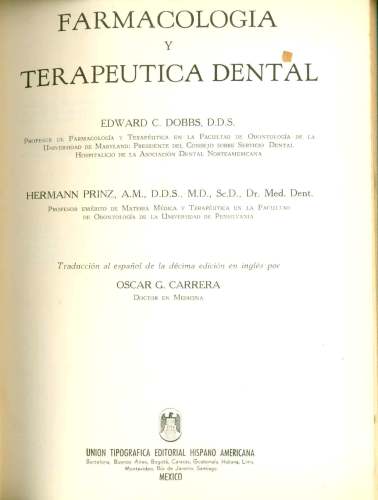 FARMACOLOGIA
Y
TERAPEUTICA DENTAL
EDWARD C. DOBBS, D.D.S.
PROFESOR DE FARMACOLOGÍA Y TERAPÉUTICA EN LA FACULTAD DE ODONTOLOGÍA DE LA
UNIVERSIDAD DE MARYLAND; PRESIDENTE DEL CONSEJO SOBRE SERVICIO DENTAL
HOSPITALICIO DE LA ASOCIACIÓN DENTAL NORTEAMERICANA
HERMANN PRINZ, A.M., D.D.S., M.D., Sc.D., Dr. Med. Dent.
PROFESOR EMÉRITO DE MATERIA MÉDICA Y TERAPÉUTICA EN LA FACULTAD
DE ODONTOLOGÍA DE LA UNIVERSIDAD DE PENSILVANIA
Traducción al español de la décima edición en inglés por
OSCAR G. CARRERA
DOCTOR EN MEDICINA
UNION TIPOGRAFICA EDITORIAL HISPANO AMERICANA
Barcelona, Buenos Aires, Bogotá, Caracas, Guatemala, Habana, Lima,
Montevideo, Río de Janeiro, Santiago
MEXICO